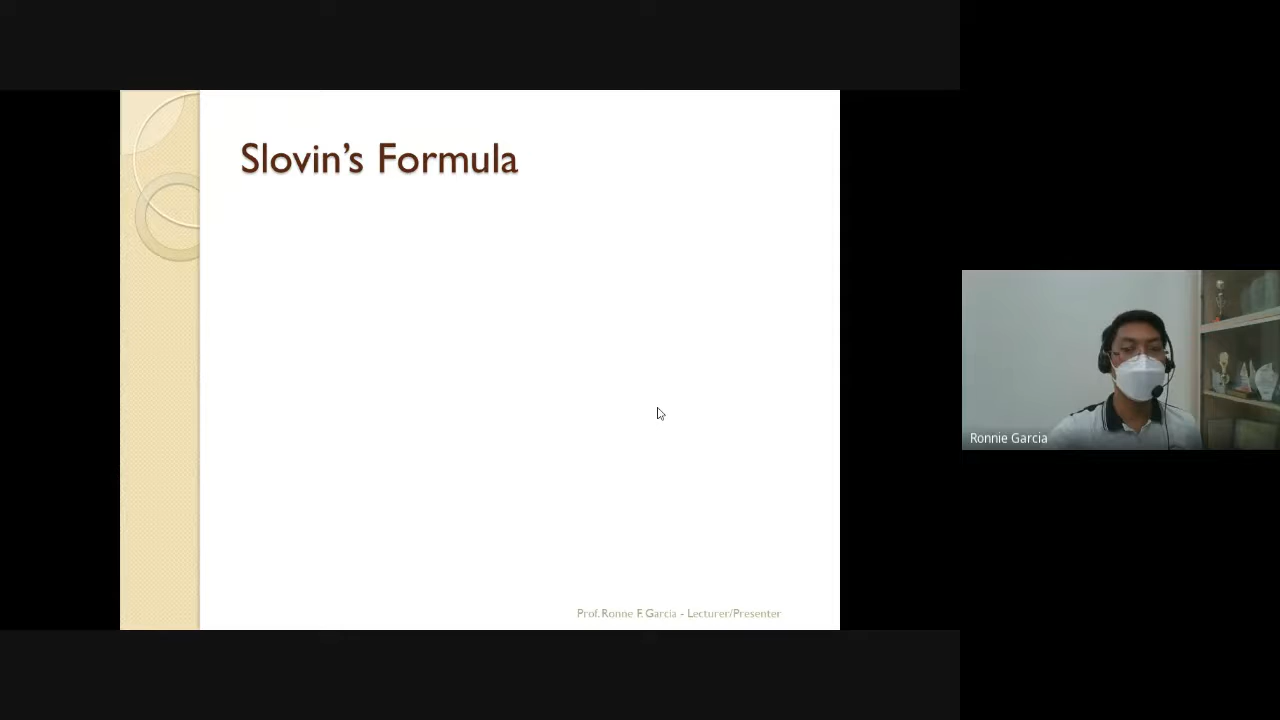 Slovin's Formula
Ronnie Garcia
Prof. Ronne F. Garcia - Lecturer/Presenter